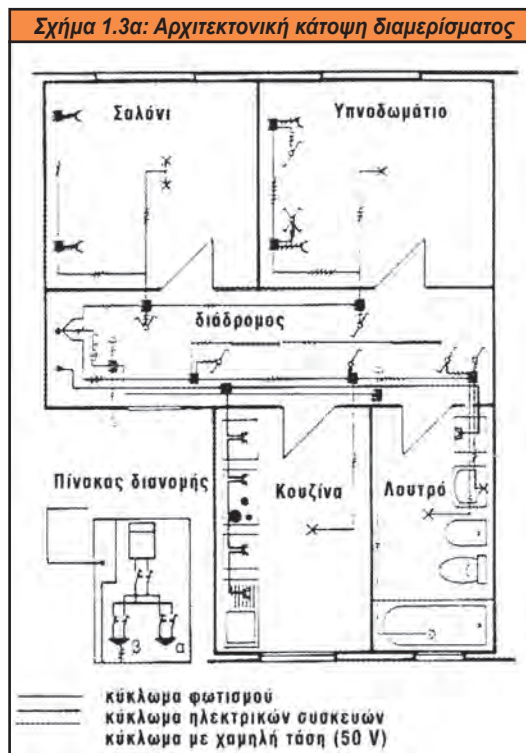 Σχήμα 1.3α: Αρχιτεκτονική κάτοψη διαμερίσματος
Σαλόνι
Υπνοδωμάτιο
διάδρομος
Πίνακας διανομής
Κουζίνα
Λουτρό
β α
κύκλωμα φωτισμού
κύκλωμα ηλεκτρικών συσκευών
κύκλωμα με χαμηλή τάση (50 V)